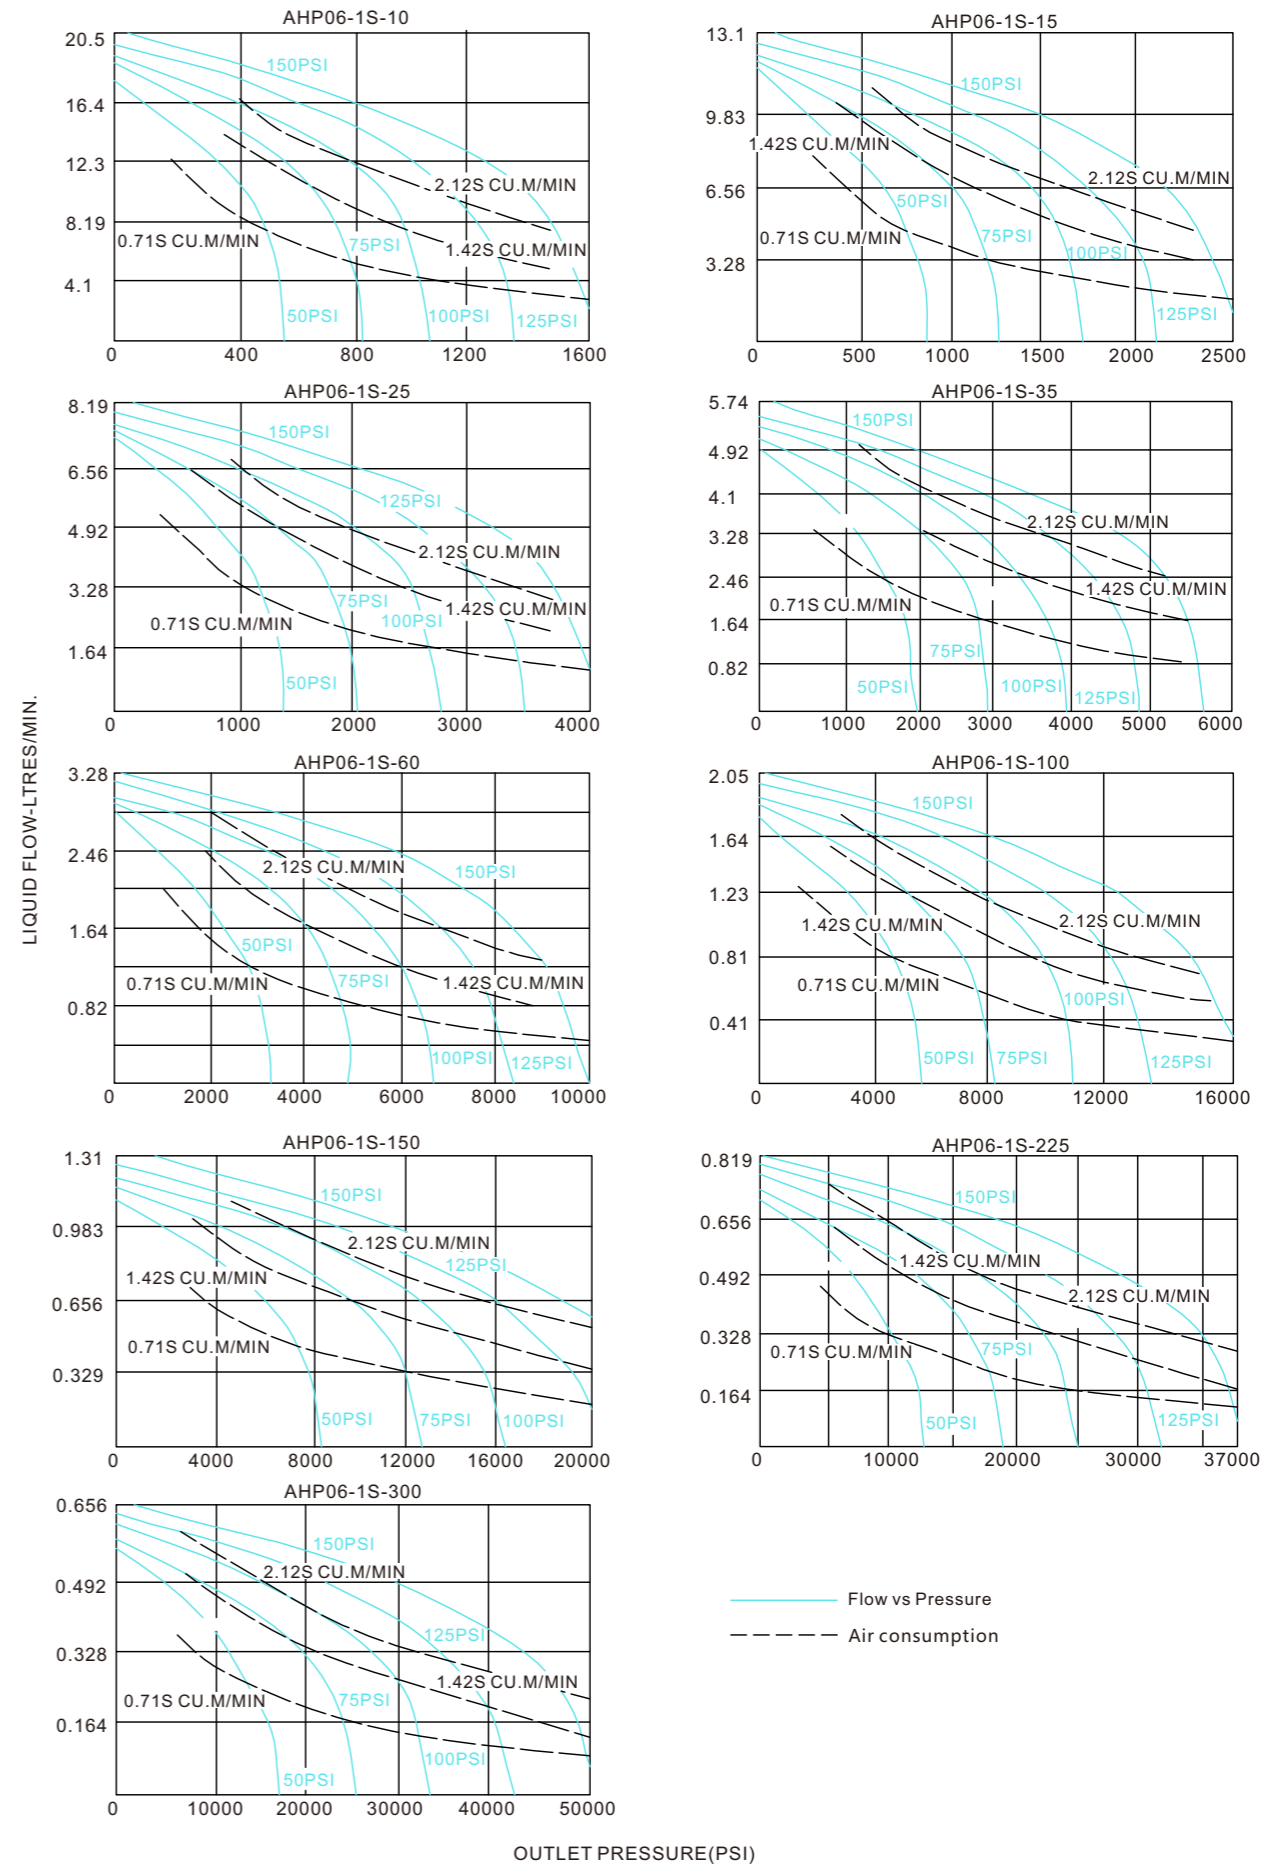 AHP06-1S-10
20.5
16.4
12.3
8.19
4.1
150PSI
2.12S CU.M/MIN
0.71S CU.M/MIN
75PSI
1.42S CU.M/MIN
50PSI
100PSI
125PSI
0 400 800 1200 1600
AHP06-1S-15
13.1
9.83
6.56
3.28
150PSI
1.42S CU.M/MIN
2.12S CU.M/MIN
50PSI
0.71S CU.M/MIN
75PSI
100PSI
125PSI
0 500 1000 1500 2000 2500
AHP06-1S-25
8.19
6.56
4.92
3.28
1.64
150PSI
125PSI
2.12S CU.M/MIN
75PSI
1.42S CU.M/MIN
0.71S CU.M/MIN
100PSI
50PSI
0 1000 2000 3000 4000
AHP06-1S-35
5.74
4.92
4.1
3.28
2.46
1.64
0.82
150PSI
2.12S CU.M/MIN
1.42S CU.M/MIN
0.71S CU.M/MIN
75PSI
50PSI
100PSI
125PSI
0 1000 2000 3000 4000 5000 6000
LIQUID FLOW-LTRES/MIN.
AHP06-1S-60
3.28
2.46
1.64
0.82
2.12S CU.M/MIN
150PSI
50PSI
0.71S CU.M/MIN
75PSI
1.42S CU.M/MIN
100PSI
125PSI
0 2000 4000 6000 8000 10000
AHP06-1S-100
2.05
1.64
1.23
0.81
0.41
150PSI
1.42S CU.M/MIN
2.12S CU.M/MIN
0.71S CU.M/MIN
100PSI
50PSI
75PSI
125PSI
0 4000 8000 12000 16000
AHP06-1S-150
1.31
0.983
0.656
0.329
150PSI
2.12S CU.M/MIN
125PSI
1.42S CU.M/MIN
0.71S CU.M/MIN
50PSI
75PSI
100PSI
0 4000 8000 12000 16000 20000
AHP06-1S-225
0.819
0.656
0.492
0.328
0.164
150PSI
1.42S CU.M/MIN
2.12S CU.M/MIN
0.71S CU.M/MIN
75PSI
50PSI
125PSI
0 10000 20000 30000 37000
AHP06-1S-300
0.656
0.492
0.328
0.164
150PSI
2.12S CU.M/MIN
125PSI
1.42S CU.M/MIN
0.71S CU.M/MIN
75PSI
100PSI
50PSI
0 10000 20000 30000 40000 50000
Flow vs Pressure
Air consumption
OUTLET PRESSURE(PSI)